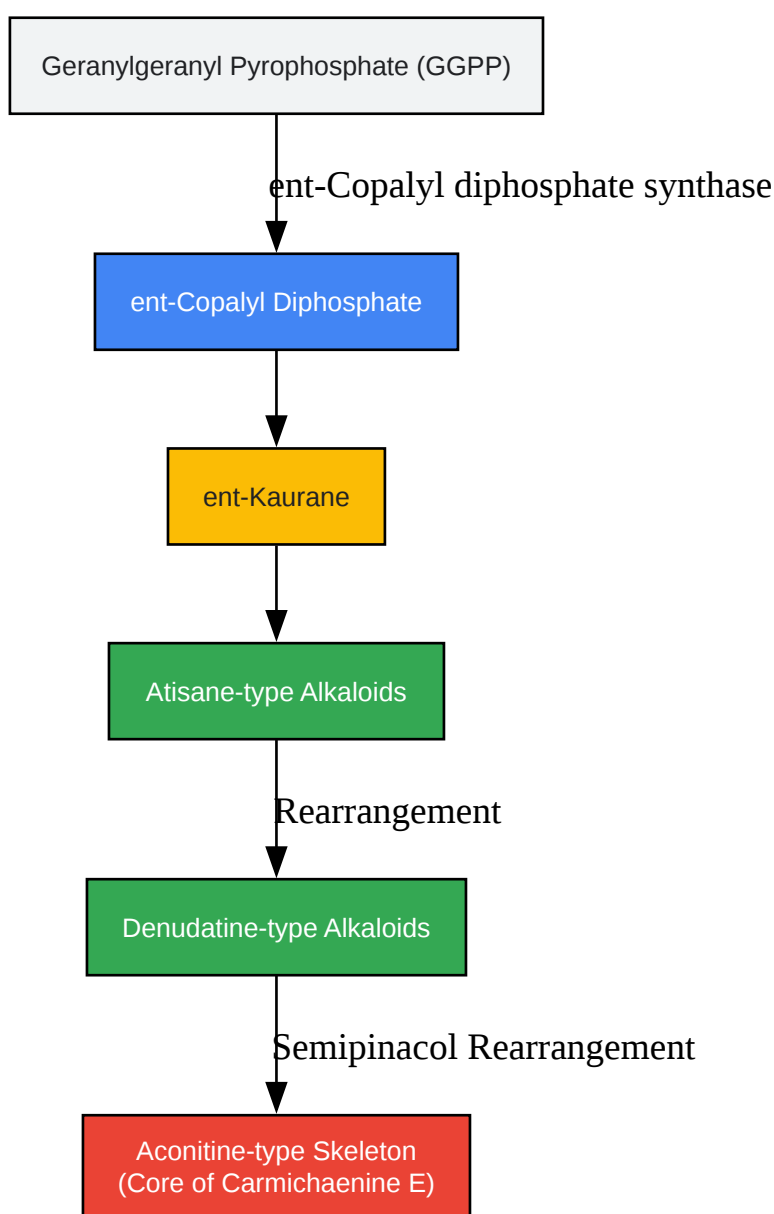 Geranylgeranyl Pyrophosphate (GGPP)
ent-Copalyl diphosphate synthase
ent-Copalyl Diphosphate
ent-Kaurane
Atisane-type Alkaloids
Rearrangement
Denudatine-type Alkaloids
Semipinacol Rearrangement
Aconitine-type Skeleton
(Core of Carmichaenine E)